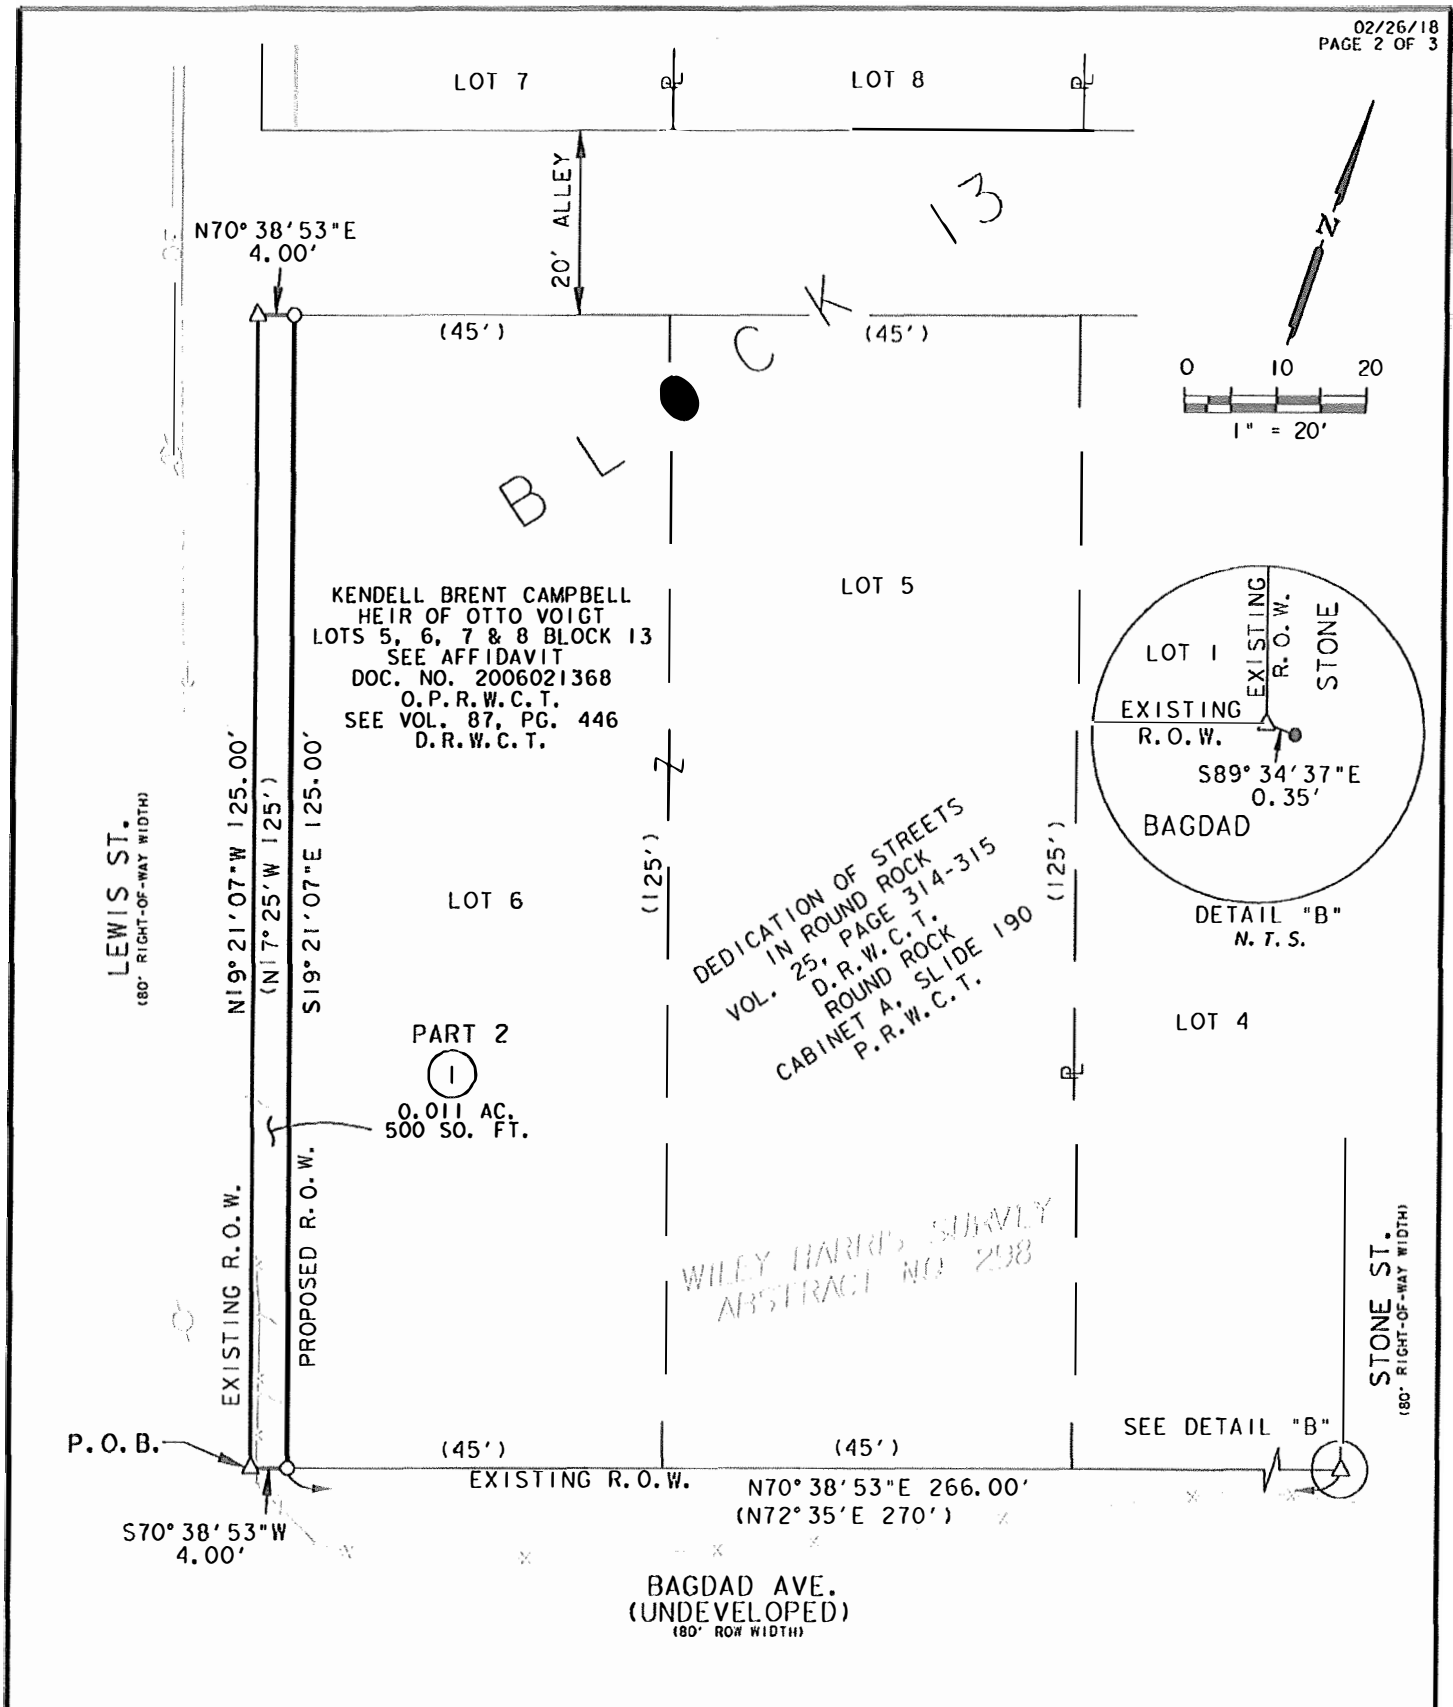 02/26/18
PAGE 2 OF 3
LOT 7
LOT 8
20' ALLEY
N70°38'53"E
4.00'
BLOCK 13
(45')
(45')
N
0 10 20
1" = 20'
KENDELL BRENT CAMPBELL
HEIR OF OTTO VOIGT
LOTS 5, 6, 7 & 8 BLOCK 13
SEE AFFIDAVIT
DOC. NO. 2006021368
O.P.R.W.C.T.
SEE VOL. 87, PG. 446
D.R.W.C.T.
LOT 5
LOT 1
EXISTING
R.O.W.
STONE
EXISTING
R.O.W.
S89°34'37"E
0.35'
BAGDAD
DETAIL "B"
N.T.S.
LEWIS ST.
(80' RIGHT-OF-WAY WIDTH)
N19°21'07"W 125.00'
(N17°25'W 125')
S19°21'07"E 125.00'
LOT 6
(125')
(125')
DEDICATION OF STREETS
IN ROUND ROCK
VOL. 25, PAGE 314-315
D.R.W.C.T.
ROUND ROCK
CABINET A, SLIDE 190
P.R.W.C.T.
LOT 4
PART 2
1
0.011 AC.
500 SQ. FT.
EXISTING R.O.W.
PROPOSED R.O.W.
WILEY HARRIS SURVEY
ABSTRACT NO. 298
STONE ST.
(80' RIGHT-OF-WAY WIDTH)
P.O.B.
(45')
(45')
SEE DETAIL "B"
EXISTING R.O.W.
N70°38'53"E 266.00'
(N72°35'E 270')
S70°38'53"W
4.00'
BAGDAD AVE.
(UNDEVELOPED)
(80' ROW WIDTH)